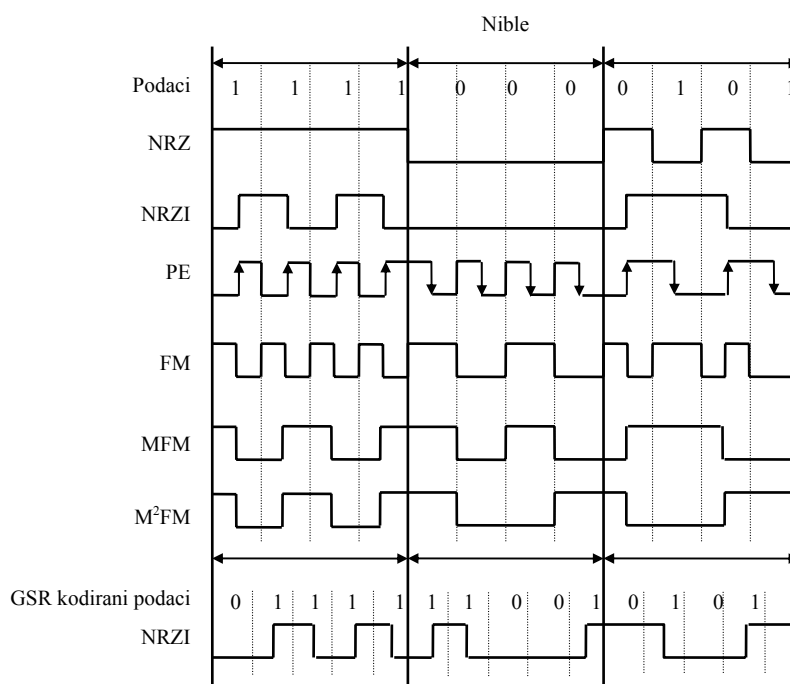 Nible
Podaci 1 1 1 1 0 0 0 0 1 0 1
NRZ
NRZI
PE
FM
MFM
M²FM
GSR kodirani podaci 0 1 1 1 1 1 1 0 0 1 0 1 0 1
NRZI